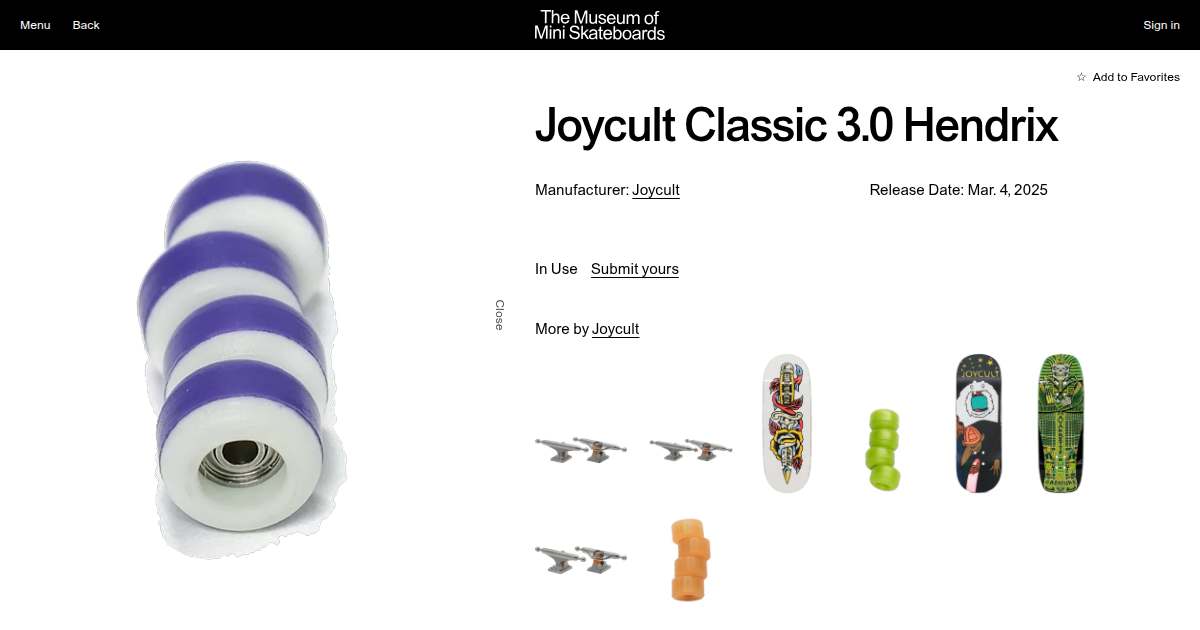 Menu
Back
The Museum of
Mini Skateboards
Sign in
☆ Add to Favorites
Joycult Classic 3.0 Hendrix
Manufacturer: Joycult
Release Date: Mar. 4, 2025
In Use
Submit yours
Close
More by Joycult
JOYCULT